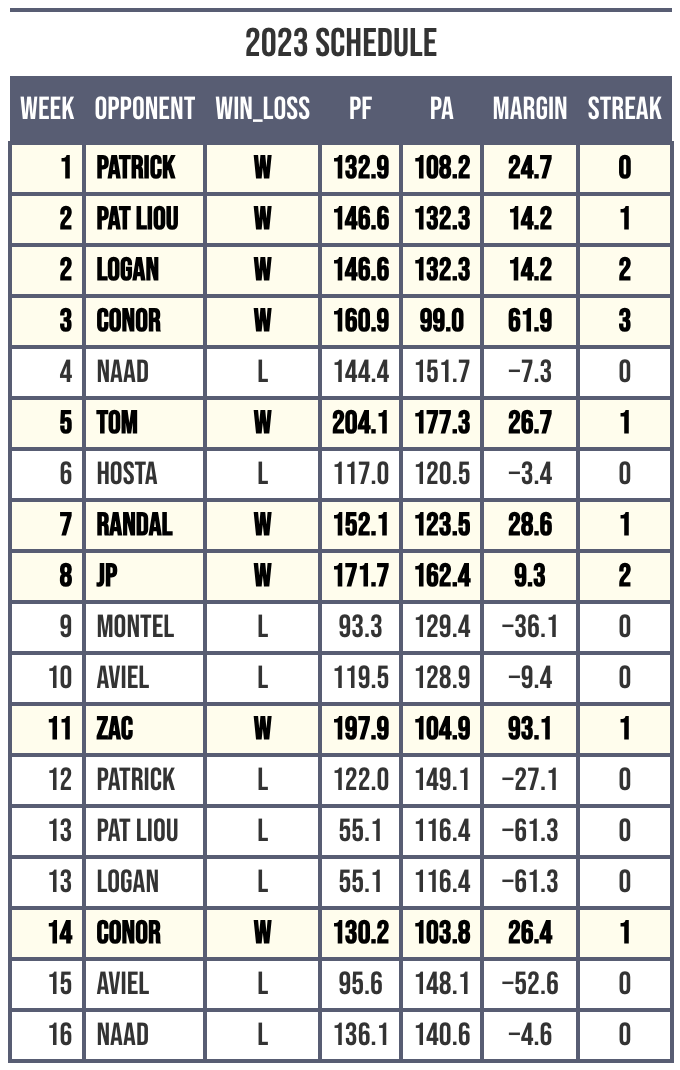 2023 SCHEDULE
WEEK OPPONENT WIN_LOSS PF PA MARGIN STREAK
1 PATRICK W 132.9 108.2 24.7 0
2 PAT LIOU W 146.6 132.3 14.2 1
2 LOGAN W 146.6 132.3 14.2 2
3 CONOR W 160.9 99.0 61.9 3
4 NAAD L 144.4 151.7 −7.3 0
5 TOM W 204.1 177.3 26.7 1
6 HOSTA L 117.0 120.5 −3.4 0
7 RANDAL W 152.1 123.5 28.6 1
8 JP W 171.7 162.4 9.3 2
9 MONTEL L 93.3 129.4 −36.1 0
10 AVIEL L 119.5 128.9 −9.4 0
11 ZAC W 197.9 104.9 93.1 1
12 PATRICK L 122.0 149.1 −27.1 0
13 PAT LIOU L 55.1 116.4 −61.3 0
13 LOGAN L 55.1 116.4 −61.3 0
14 CONOR W 130.2 103.8 26.4 1
15 AVIEL L 95.6 148.1 −52.6 0
16 NAAD L 136.1 140.6 −4.6 0